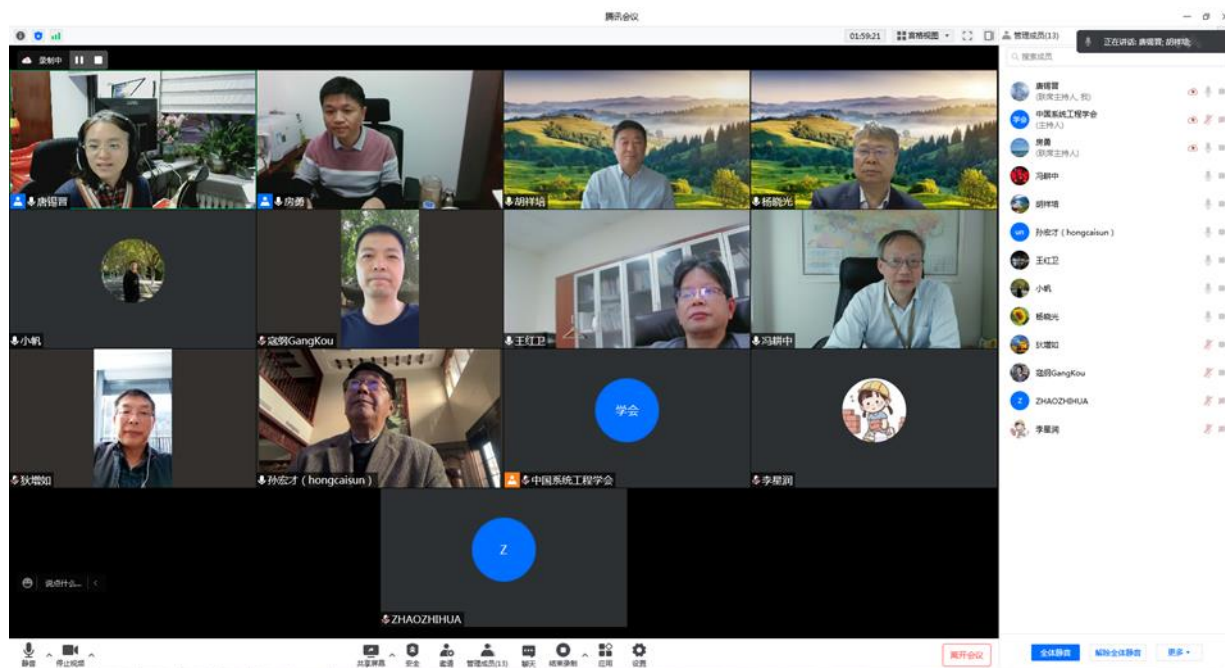 腾讯会议
01:59:21
宫格视图
管理成员(13)
正在讲话: 唐锡晋; 胡祥培;
录制中
搜索成员
唐锡晋
(联席主持人, 我)
学会
中国系统工程学会
(主持人)
房勇
(联席主持人)
冯耕中
胡祥培
un
孙宏才（hongcaisun）
王红卫
小帆
杨晓光
狄增如
寇纲GangKou
Z
ZHAOZHIHUA
李星润
唐锡晋
房勇
胡祥培
杨晓光
小帆
寇纲GangKou
王红卫
冯耕中
学会
狄增如
孙宏才（hongcaisun）
中国系统工程学会
李星润
Z
说点什么...
ZHAOZHIHUA
静音
停止视频
共享屏幕
安全
邀请
管理成员(13)
聊天
结束录制
应用
设置
离开会议
全体静音
解除全体静音
更多